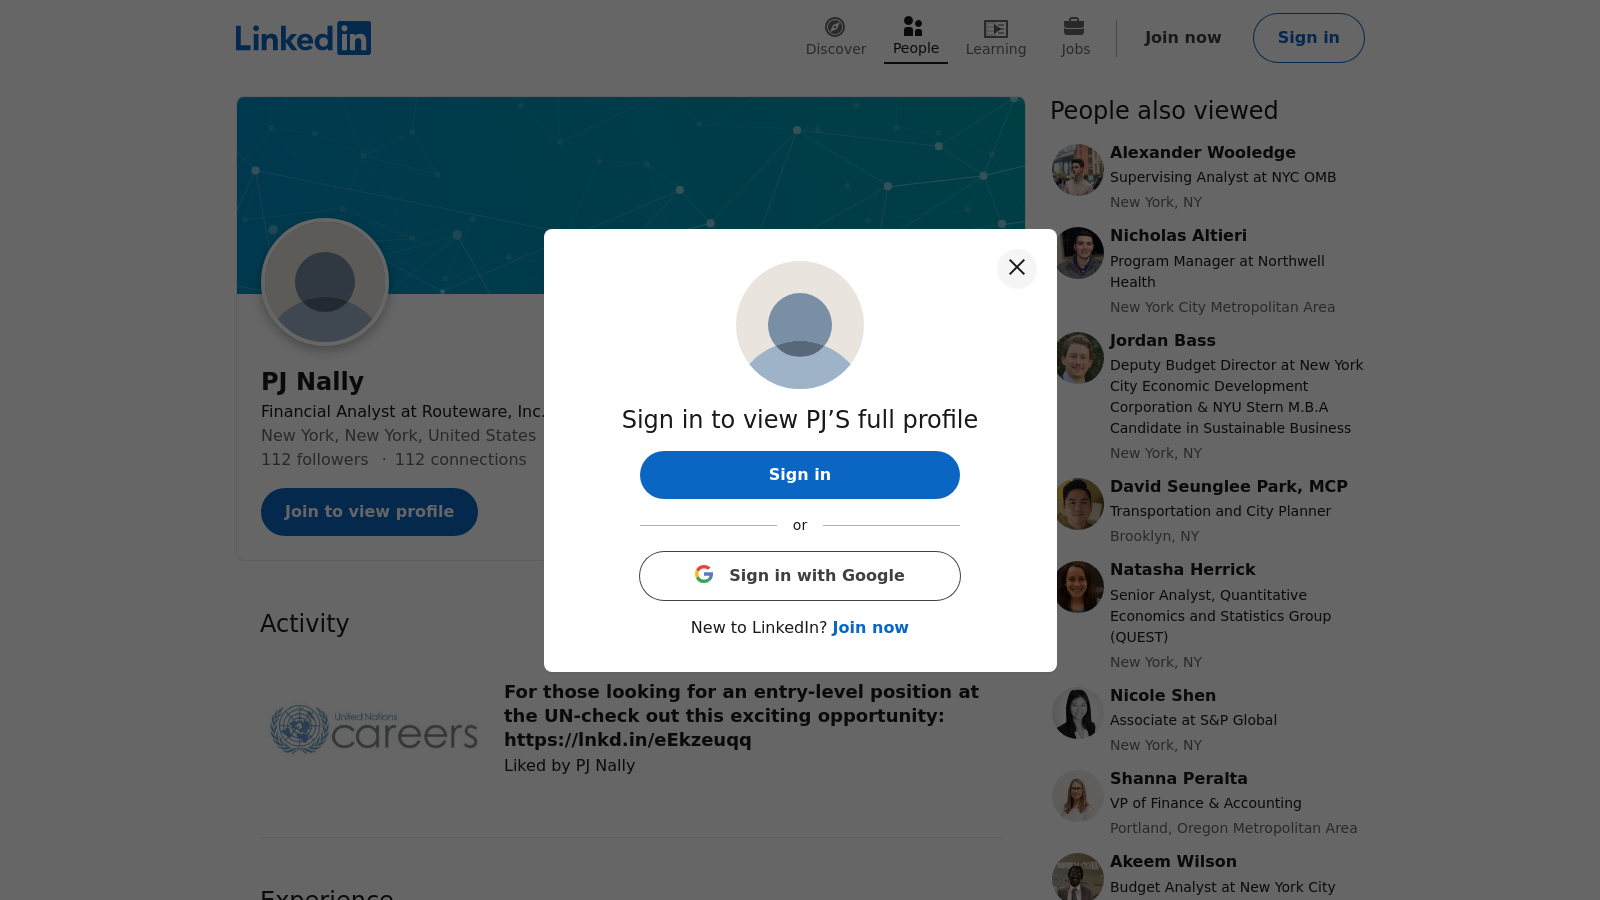 LinkedIn
Discover
People
Learning
Jobs
Join now
Sign in
PJ Nally
Financial Analyst at Routeware, Inc.
New York, New York, United States
112 followers · 112 connections
Join to view profile
Activity
United Nations
careers
For those looking for an entry-level position at
the UN-check out this exciting opportunity:
https://lnkd.in/eEkzeuqq
Liked by PJ Nally
Experience
Sign in to view PJ’S full profile
Sign in
or
Sign in with Google
New to LinkedIn? Join now
People also viewed
Alexander Wooledge
Supervising Analyst at NYC OMB
New York, NY
Nicholas Altieri
Program Manager at Northwell
Health
New York City Metropolitan Area
Jordan Bass
Deputy Budget Director at New York
City Economic Development
Corporation & NYU Stern M.B.A
Candidate in Sustainable Business
New York, NY
David Seunglee Park, MCP
Transportation and City Planner
Brooklyn, NY
Natasha Herrick
Senior Analyst, Quantitative
Economics and Statistics Group
(QUEST)
New York, NY
Nicole Shen
Associate at S&P Global
New York, NY
Shanna Peralta
VP of Finance & Accounting
Portland, Oregon Metropolitan Area
Akeem Wilson
Budget Analyst at New York City